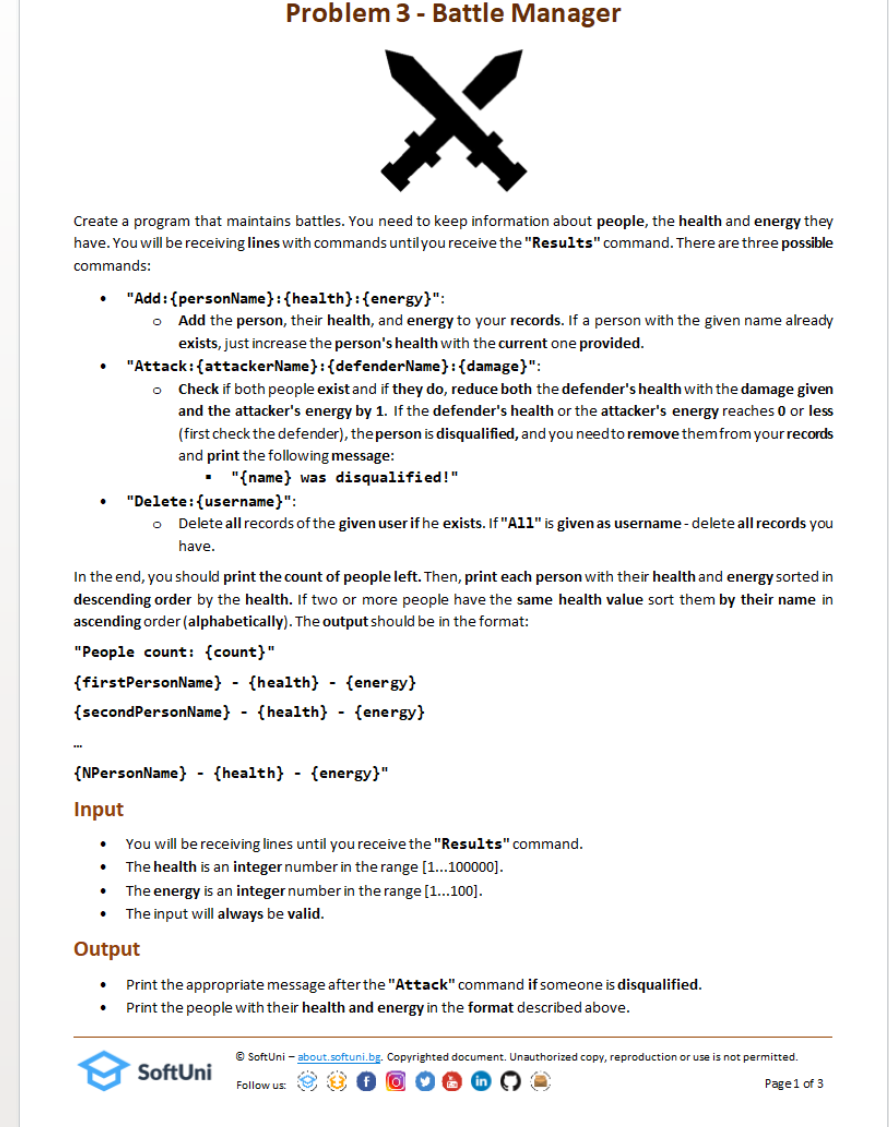 Problem 3 - Battle Manager
Create a program that maintains battles. You need to keep information about people, the health and energy they
have. You will be receiving lines with commands until you receive the "Results" command. There are three possible
commands:
• "Add:{personName}:{health}:{energy}":
o Add the person, their health, and energy to your records. If a person with the given name already
exists, just increase the person's health with the current one provided.
• "Attack:{attackerName}:{defenderName}:{damage}":
o Check if both people exist and if they do, reduce both the defender's health with the damage given
and the attacker's energy by 1. If the defender's health or the attacker's energy reaches 0 or less
(first check the defender), the person is disqualified, and you need to remove them from your records
and print the following message:
▪ "{name} was disqualified!"
• "Delete:{username}":
o Delete all records of the given user if he exists. If "All" is given as username - delete all records you
have.
In the end, you should print the count of people left. Then, print each person with their health and energy sorted in
descending order by the health. If two or more people have the same health value sort them by their name in
ascending order (alphabetically). The output should be in the format:
"People count: {count}"
{firstPersonName} - {health} - {energy}
{secondPersonName} - {health} - {energy}
…
{NPersonName} - {health} - {energy}"
Input
• You will be receiving lines until you receive the "Results" command.
• The health is an integer number in the range [1…100000].
• The energy is an integer number in the range [1…100].
• The input will always be valid.
Output
• Print the appropriate message after the "Attack" command if someone is disqualified.
• Print the people with their health and energy in the format described above.
SoftUni
© SoftUni – about.softuni.bg. Copyrighted document. Unauthorized copy, reproduction or use is not permitted.
Follow us:
Page 1 of 3